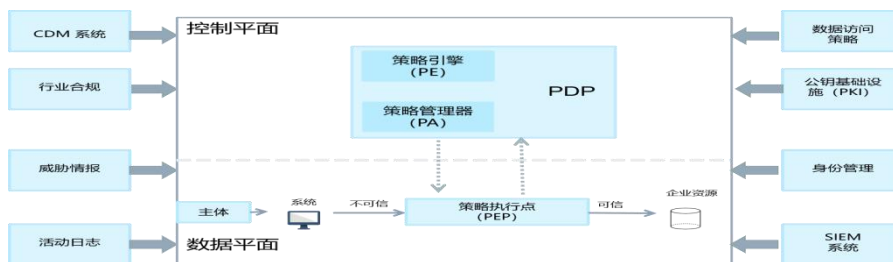 CDM 系统
行业合规
威胁情报
活动日志
控制平面
策略引擎
(PE)
策略管理器
(PA)
PDP
主体
系统
不可信
策略执行点
(PEP)
可信
企业资源
数据平面
数据访问
策略
公钥基础设
施 (PKI)
身份管理
SIEM
系统